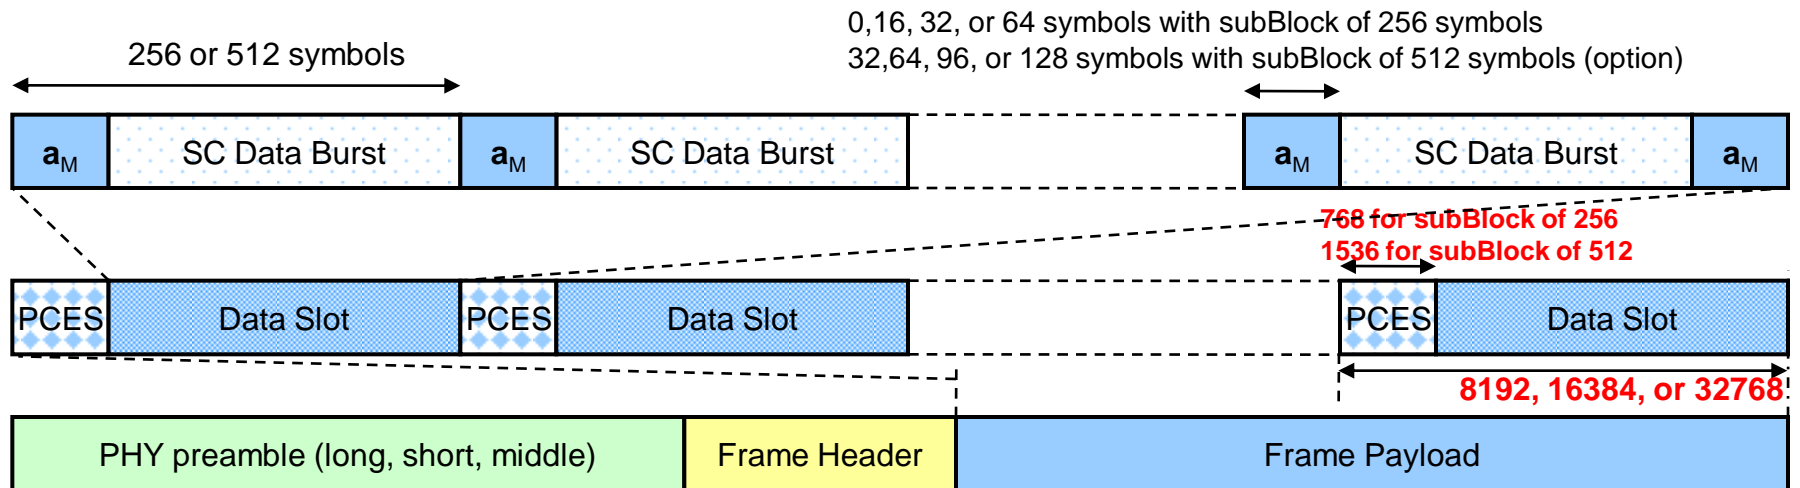 0,16, 32, or 64 symbols with subBlock of 256 symbols
256 or 512 symbols
32,64, 96, or 128 symbols with subBlock of 512 symbols (option)
aM SC Data Burst aM SC Data Burst aM SC Data Burst aM
768 for subBlock of 256
1536 for subBlock of 512
PCES Data Slot PCES Data Slot PCES Data Slot
8192, 16384, or 32768
PHY preamble (long, short, middle) Frame Header Frame Payload